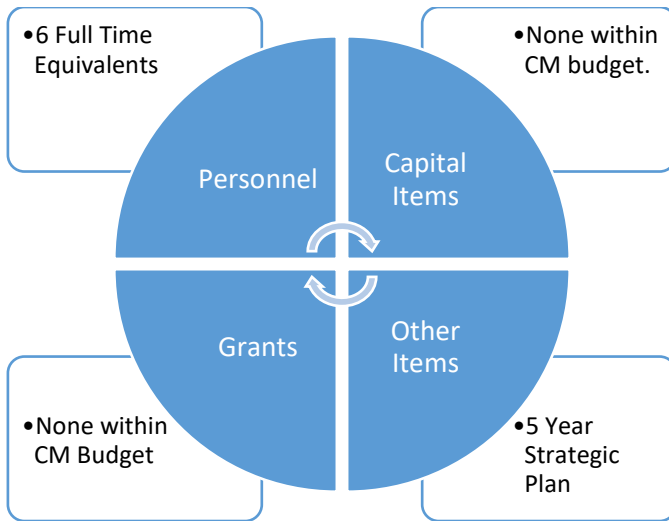 •6 Full Time
Equivalents
•None within
CM budget.
Personnel
Capital
Items
Grants
Other
Items
•None within
CM Budget
•5 Year
Strategic
Plan